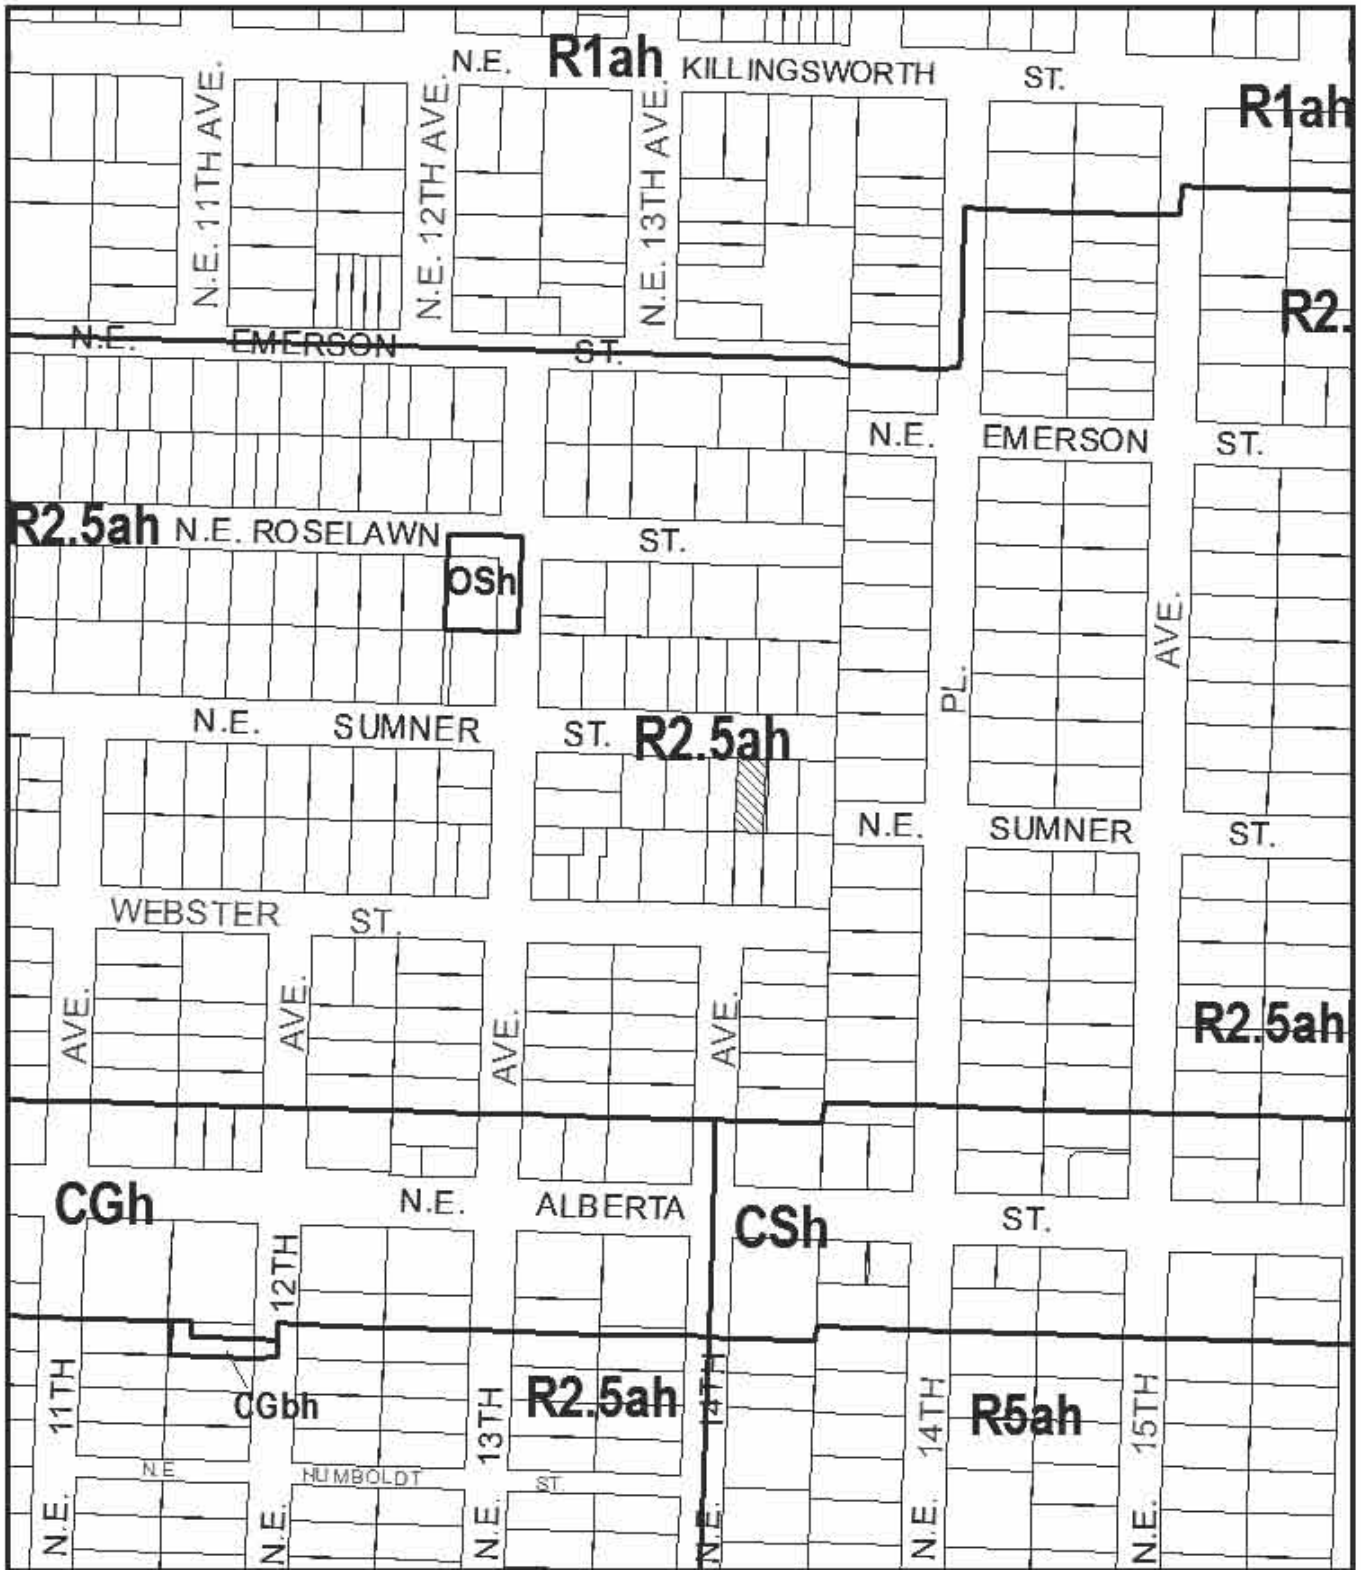 N.E. R1ah KILLINGSWORTH ST.
R1ah
N.E. 11TH AVE.
N.E. 12TH AVE.
N.E. 13TH AVE.
R2.
N.E. EMERSON ST.
N.E. EMERSON ST.
R2.5ah N.E. ROSELAWN ST.
OSh
AVE.
PL.
N.E. SUMNER ST. R2.5ah
N.E. SUMNER ST.
WEBSTER ST.
AVE.
AVE.
AVE.
AVE.
R2.5ah
CGh
N.E. ALBERTA ST.
CSh
12TH
CGbh
R2.5ah
R5ah
11TH
13TH
14TH
14TH
15TH
N.E. HUMBOLDT ST.
N.E.
N.E.
N.E.
N.E.
N.E.
N.E.